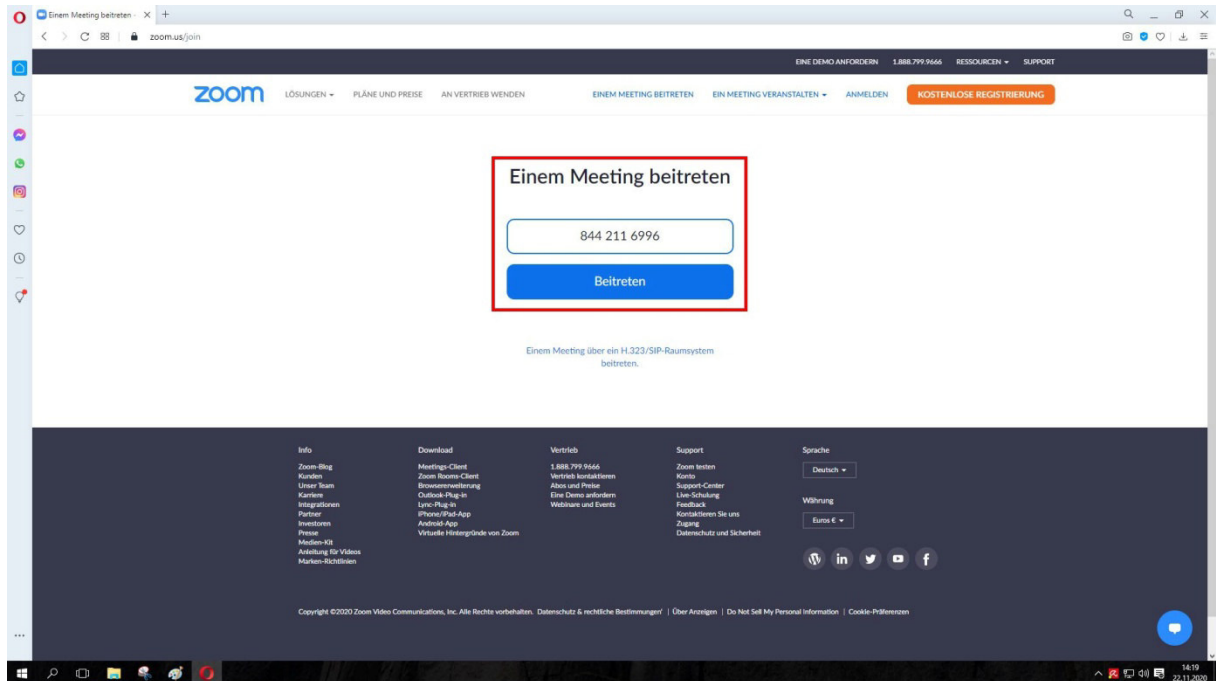 Einem Meeting beitreten -
zoom.us/join
EINE DEMO ANFORDERN 1.888.799.9666 RESSOURCEN SUPPORT
zoom LÖSUNGEN PLÄNE UND PREISE AN VERTRIEB WENDEN EINEM MEETING BEITRETEN EIN MEETING VERANSTALTEN ANMELDEN KOSTENLOSE REGISTRIERUNG
Einem Meeting beitreten
844 211 6996
Beitreten
Einem Meeting über ein H.323/SIP-Raumsystem
beitreten.
Info
Zoom-Blog
Kunden
Unser Team
Karriere
Integrationen
Partner
Investoren
Presse
Medien-Kit
Anleitung für Videos
Marken-Richtlinien
Download
Meetings-Client
Zoom Rooms-Client
Browsererweiterung
Outlook-Plug-in
Lync-Plug-in
iPhone/iPad-App
Android-App
Virtuelle Hintergründe von Zoom
Vertrieb
1.888.799.9666
Vertrieb kontaktieren
Abos und Preise
Eine Demo anfordern
Webinare und Events
Support
Zoom testen
Konto
Support-Center
Live-Schulung
Feedback
Kontaktieren Sie uns
Zugang
Datenschutz und Sicherheit
Sprache
Deutsch
Währung
Euros €
Copyright ©2020 Zoom Video Communications, Inc. Alle Rechte vorbehalten. Datenschutz & rechtliche Bestimmungen' | Über Anzeigen | Do Not Sell My Personal Information | Cookie-Präferenzen
14:19
22.11.2020